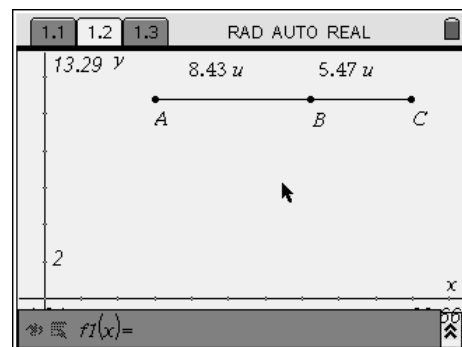 1.1 1.2 1.3 RAD AUTO REAL
13.29 y
8.43 u 5.47 u
A B C
2
x
f1(x)=